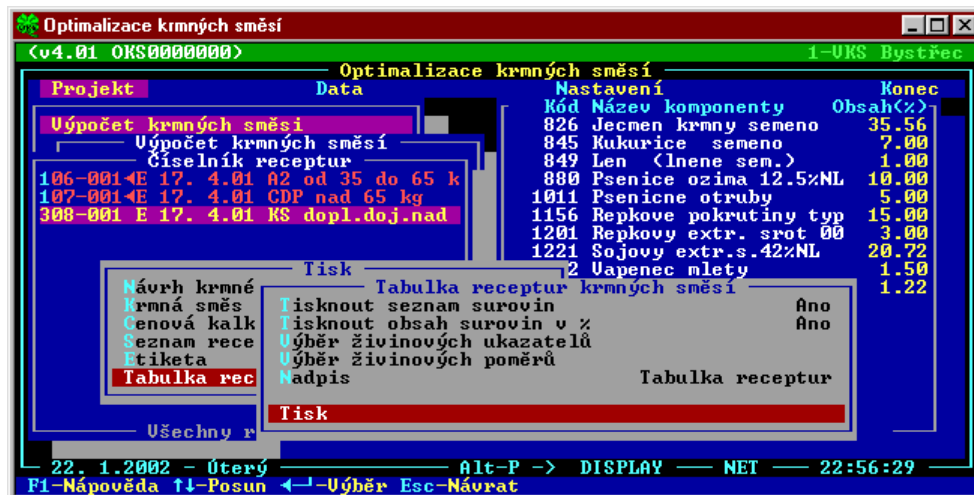 Optimalizace krmných směsí
(v4.01 OKS0000000) 1-VKS Bystřec
Optimalizace krmných směsí
Projekt Data Nastavení Konec
Kód Název komponenty Obsah(%)
Výpočet krmných směsi 826 Jecmen krmny semeno 35.56
Výpočet krmných směsí 845 Kukurice semeno 7.00
Číselník receptur 849 Len (lnene sem.) 1.00
106-001◄E 17. 4.01 A2 od 35 do 65 k 880 Psenice ozima 12.5%NL 10.00
107-001◄E 17. 4.01 CDP nad 65 kg 1011 Psenicne otruby 5.00
308-001 E 17. 4.01 KS dopl.doj.nad 1156 Repkove pokrutiny typ 15.00
1201 Repkovy extr. srot 00 3.00
1221 Sojovy extr.s.42%NL 20.72
Tisk 2 Vapenec mlety 1.50
Návrh krmné Tabulka receptur krmných směsí 1.22
Krmná směs Tisknout seznam surovin Ano
Cenová kalk Tisknout obsah surovin v % Ano
Seznam rece Výběr živinových ukazatelů
Etiketa Výběr živinových poměrů
Tabulka rec Nadpis Tabulka receptur
Tisk
Všechny r
22. 1.2002 - Úterý Alt-P -> DISPLAY NET 22:56:29
F1-Nápověda ↑↓-Posun ◄┘-Výběr Esc-Návrat